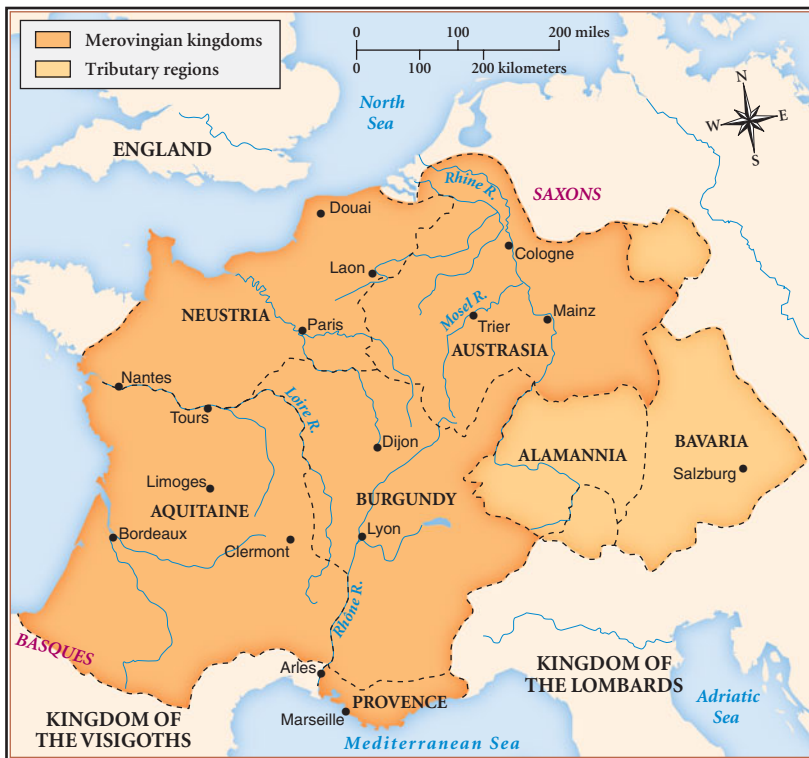 Merovingian kingdoms
Tributary regions
0 100 200 miles
0 100 200 kilometers
North
Sea
N
W E
S
ENGLAND
SAXONS
Rhine R.
Douai
Cologne
Laon
NEUSTRIA
Mosel R.
Paris
Trier
Mainz
AUSTRASIA
Nantes
Loire R.
Tours
Dijon
ALAMANNIA
BAVARIA
Salzburg
Limoges
AQUITAINE
BURGUNDY
Bordeaux
Clermont
Lyon
Rhône R.
BASQUES
Arles
PROVENCE
Marseille
KINGDOM OF
THE LOMBARDS
Adriatic
Sea
KINGDOM OF
THE VISIGOTHS
Mediterranean Sea